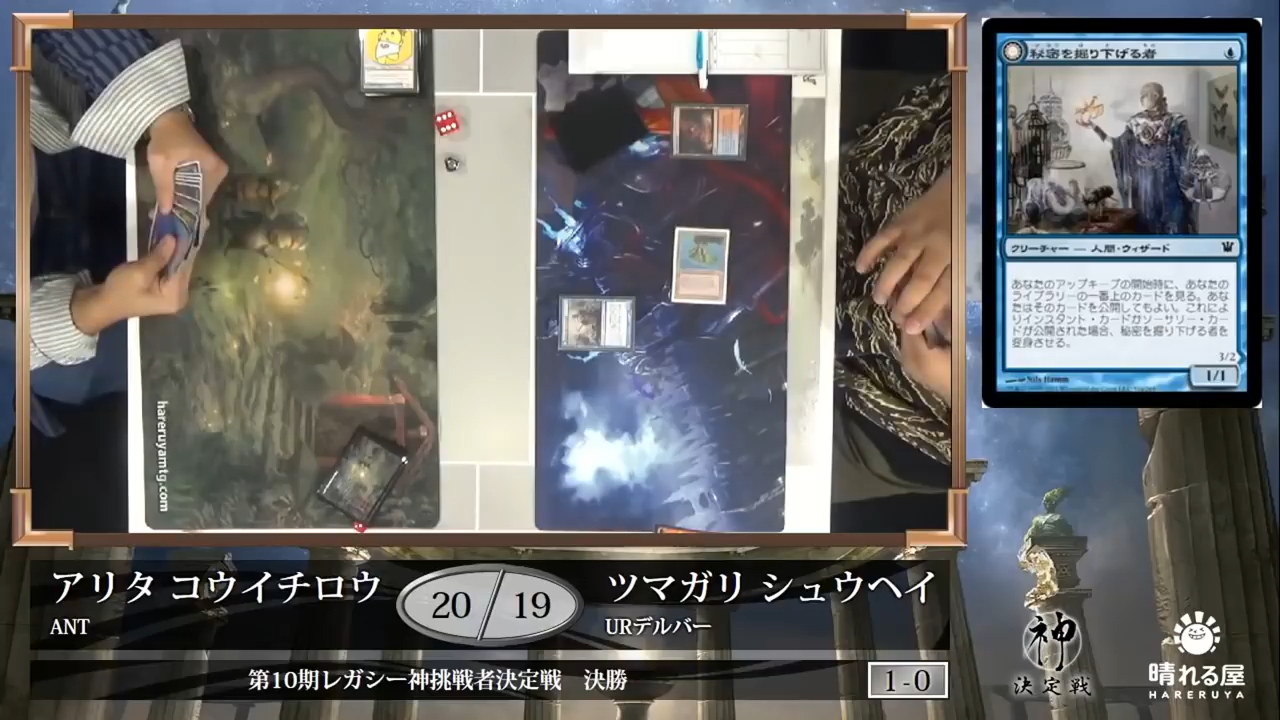 秘密を掘り下げる者
クリーチャー — 人間・ウィザード
あなたのアップキープの開始時に、あなたの
ライブラリーの一番上のカードを見る。あな
たはそのカードを公開してもよい。これによ
りインスタント・カードかソーサリー・カー
ドが公開された場合、秘密を掘り下げる者を
変身させる。
3/2
1/1
hareruyamtg.com
アリタ コウイチロウ
20/19
ツマガリ シュウヘイ
ANT
URデルバー
第10期レガシー神挑戦者決定戦 決勝
1-0
神
決定戦
晴れる屋
HARERUYA